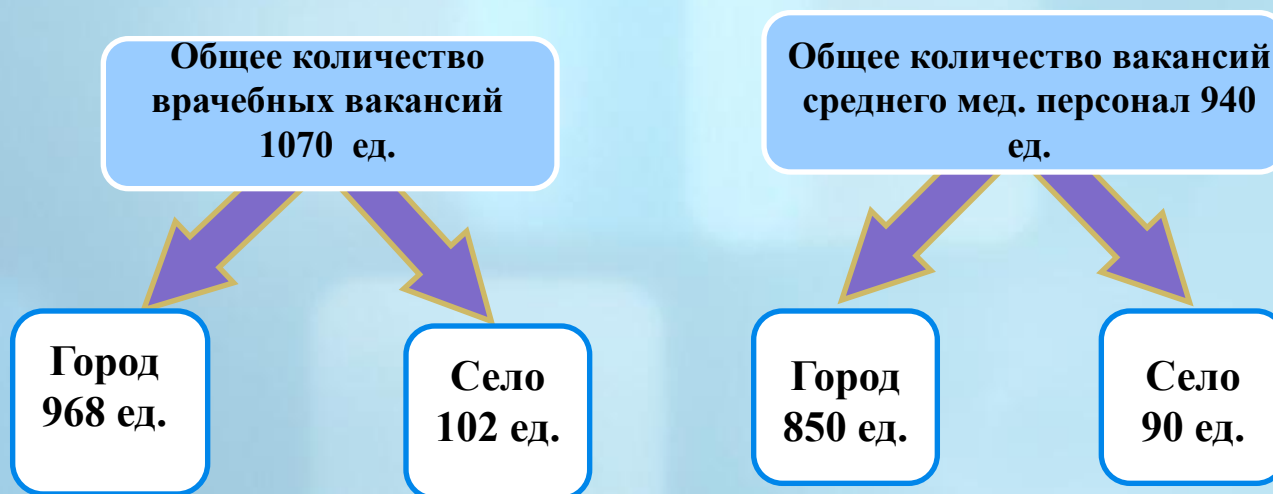 Общее количество
врачебных вакансий
1070 ед.
Общее количество вакансий
среднего мед. персонал 940
ед.
Город
968 ед.
Село
102 ед.
Город
850 ед.
Село
90 ед.